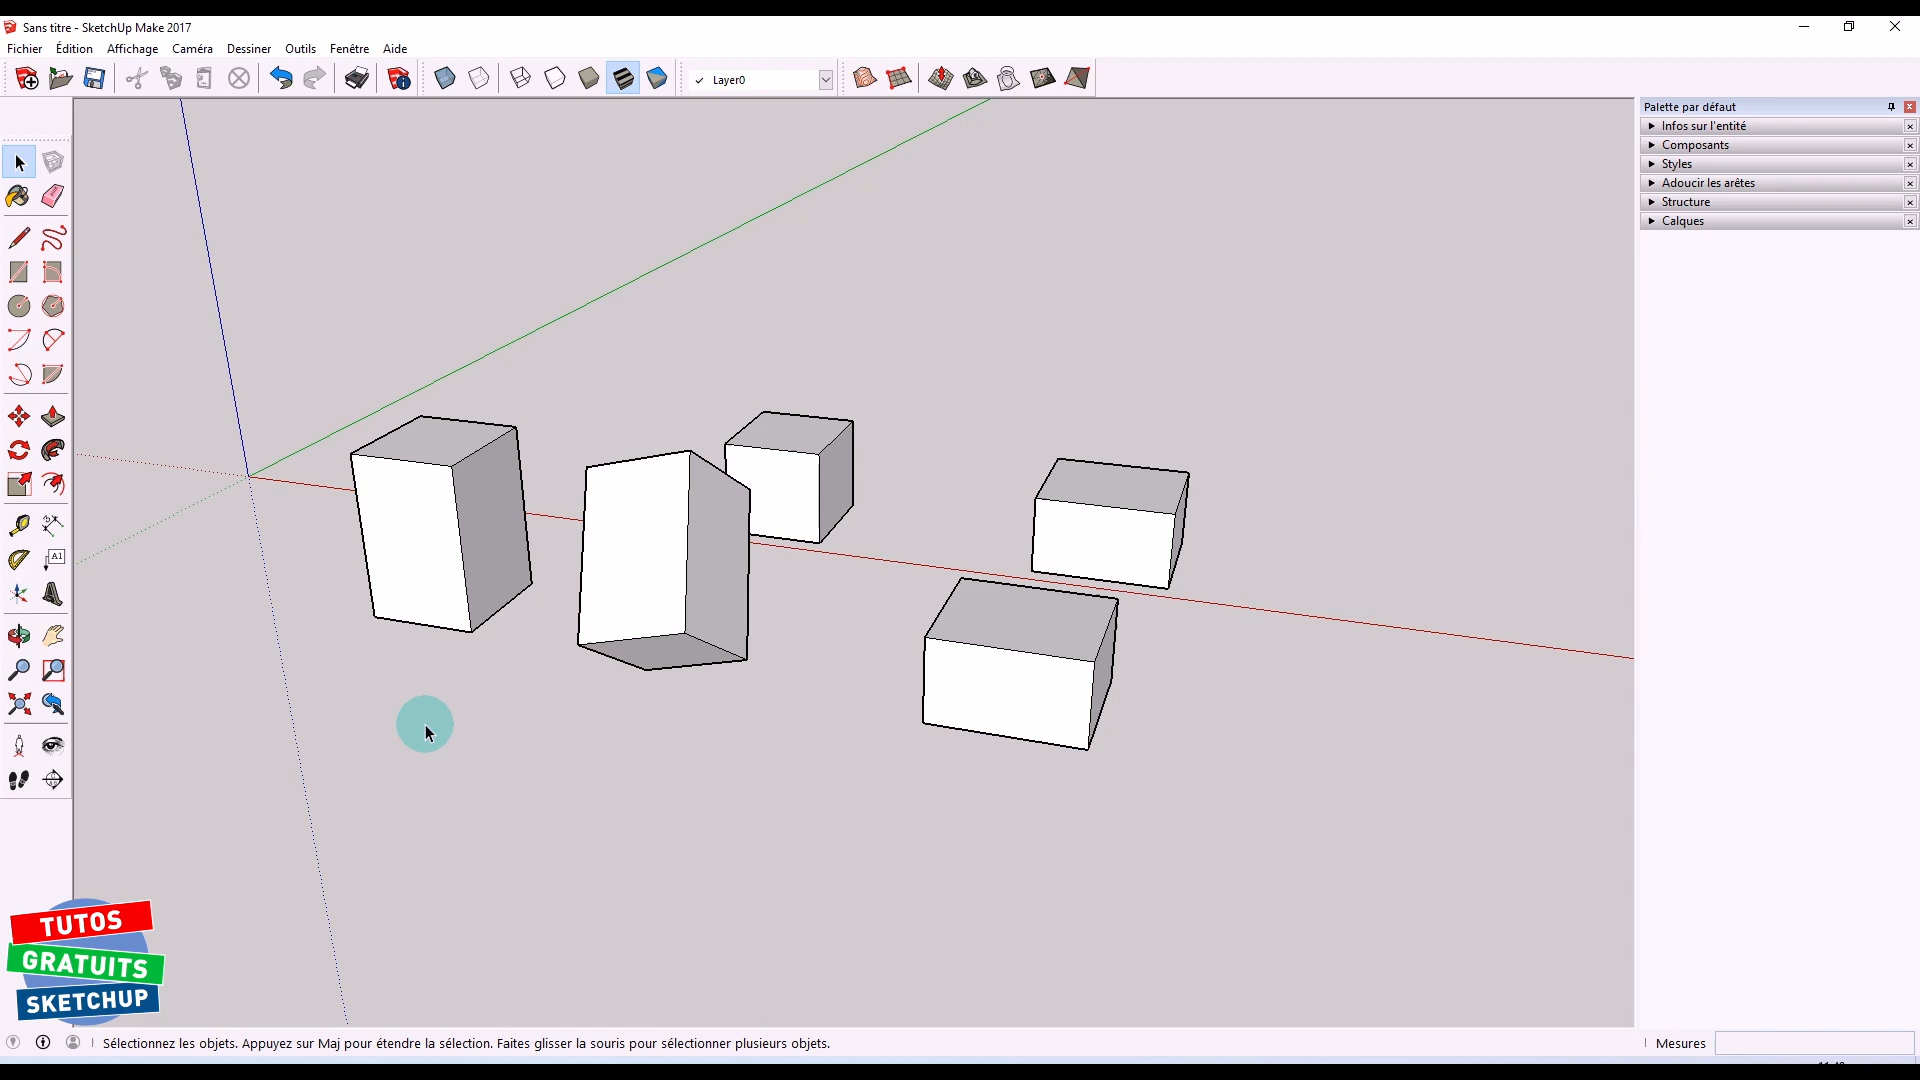 Sans titre - SketchUp Make 2017
Fichier Édition Affichage Caméra Dessiner Outils Fenêtre Aide
Layer0
Palette par défaut
Infos sur l'entité
Composants
Styles
Adoucir les arêtes
Structure
Calques
A1
TUTOS
GRATUITS
SKETCHUP
Sélectionnez les objets. Appuyez sur Maj pour étendre la sélection. Faites glisser la souris pour sélectionner plusieurs objets.
Mesures